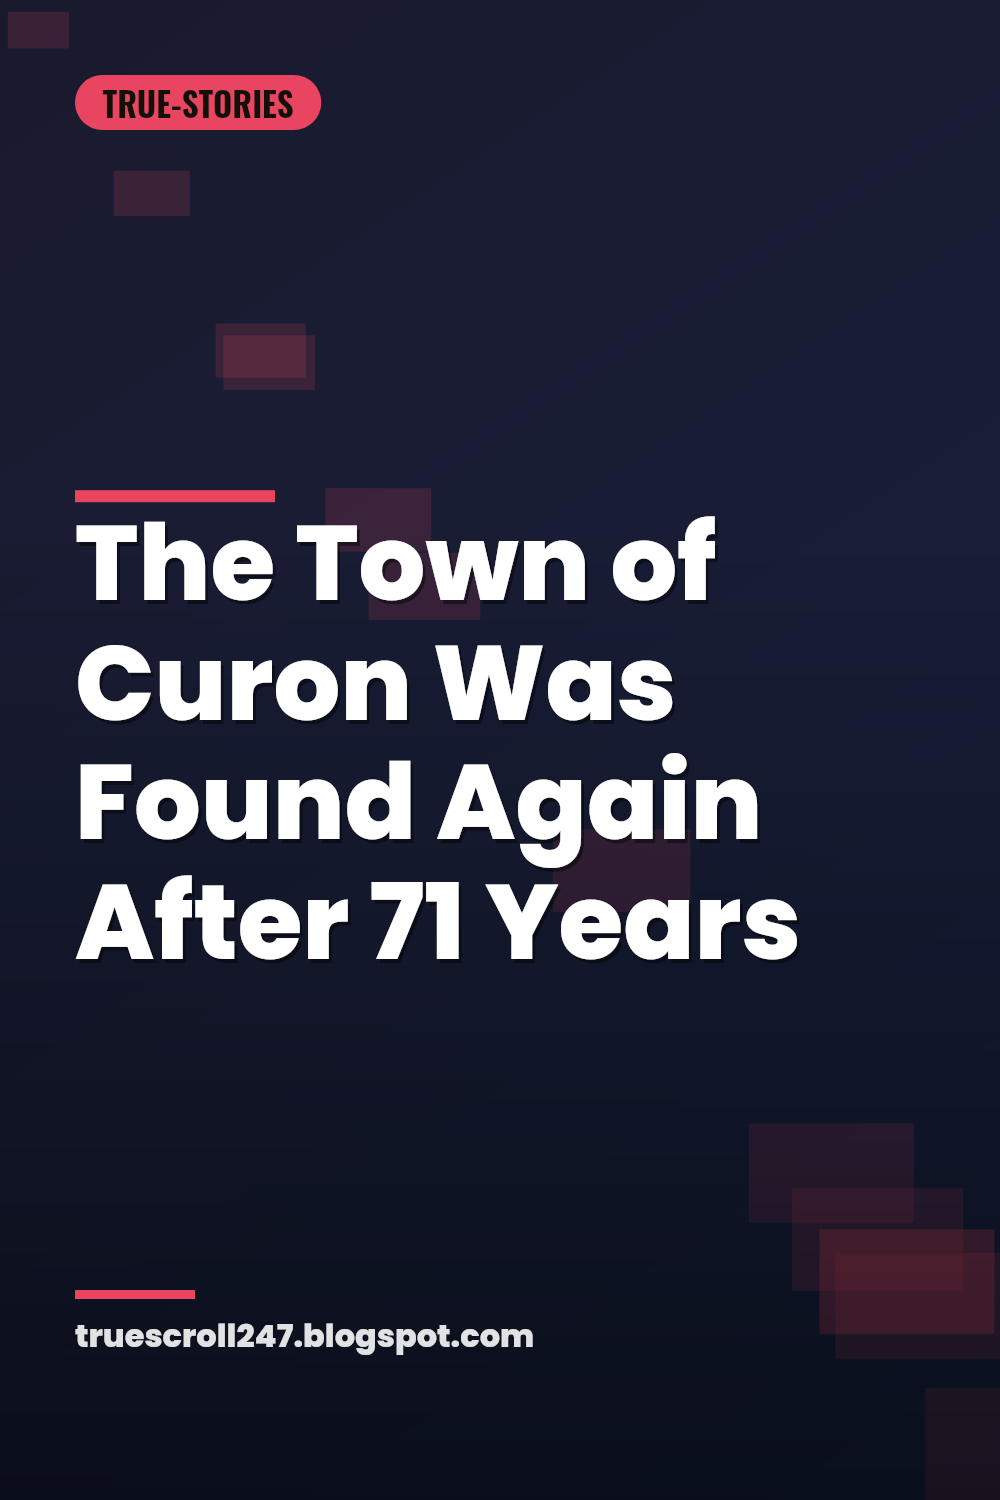 TRUE-STORIES
The Town of
Curon Was
Found Again
After 71 Years
truescroll247.blogspot.com